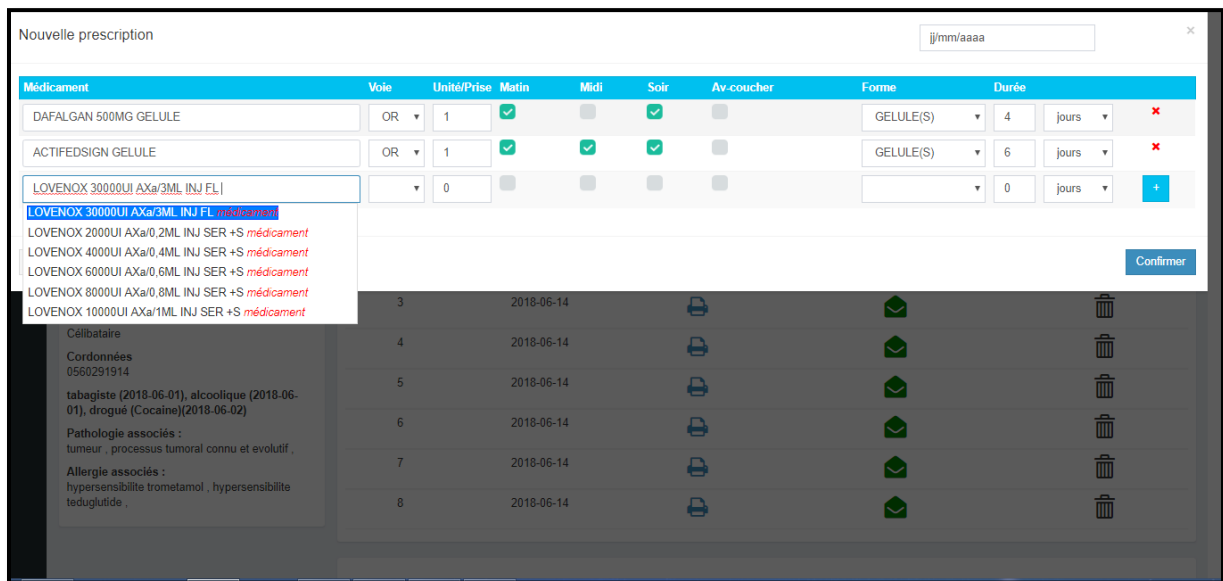 Nouvelle prescription jj/mm/aaaa ×
Médicament Voie Unité/Prise Matin Midi Soir Av-coucher Forme Durée
DAFALGAN 500MG GELULE OR 1 GELULE(S) 4 jours
ACTIFEDSIGN GELULE OR 1 GELULE(S) 6 jours
LOVENOX 30000UI AXa/3ML INJ FL 0 0 jours +
LOVENOX 30000UI AXa/3ML INJ FL médicament
LOVENOX 2000UI AXa/0,2ML INJ SER +S médicament
LOVENOX 4000UI AXa/0,4ML INJ SER +S médicament
LOVENOX 6000UI AXa/0,6ML INJ SER +S médicament
LOVENOX 8000UI AXa/0,8ML INJ SER +S médicament
LOVENOX 10000UI AXa/1ML INJ SER +S médicament
Confirmer
Célibataire
Cordonnées
0560291914
tabagiste (2018-06-01), alcoolique (2018-06-
01), drogué (Cocaine)(2018-06-02)
Pathologie associés :
tumeur , processus tumoral connu et evolutif ,
Allergie associés :
hypersensibilite trometamol , hypersensibilite
teduglutide ,
3 2018-06-14
4 2018-06-14
5 2018-06-14
6 2018-06-14
7 2018-06-14
8 2018-06-14